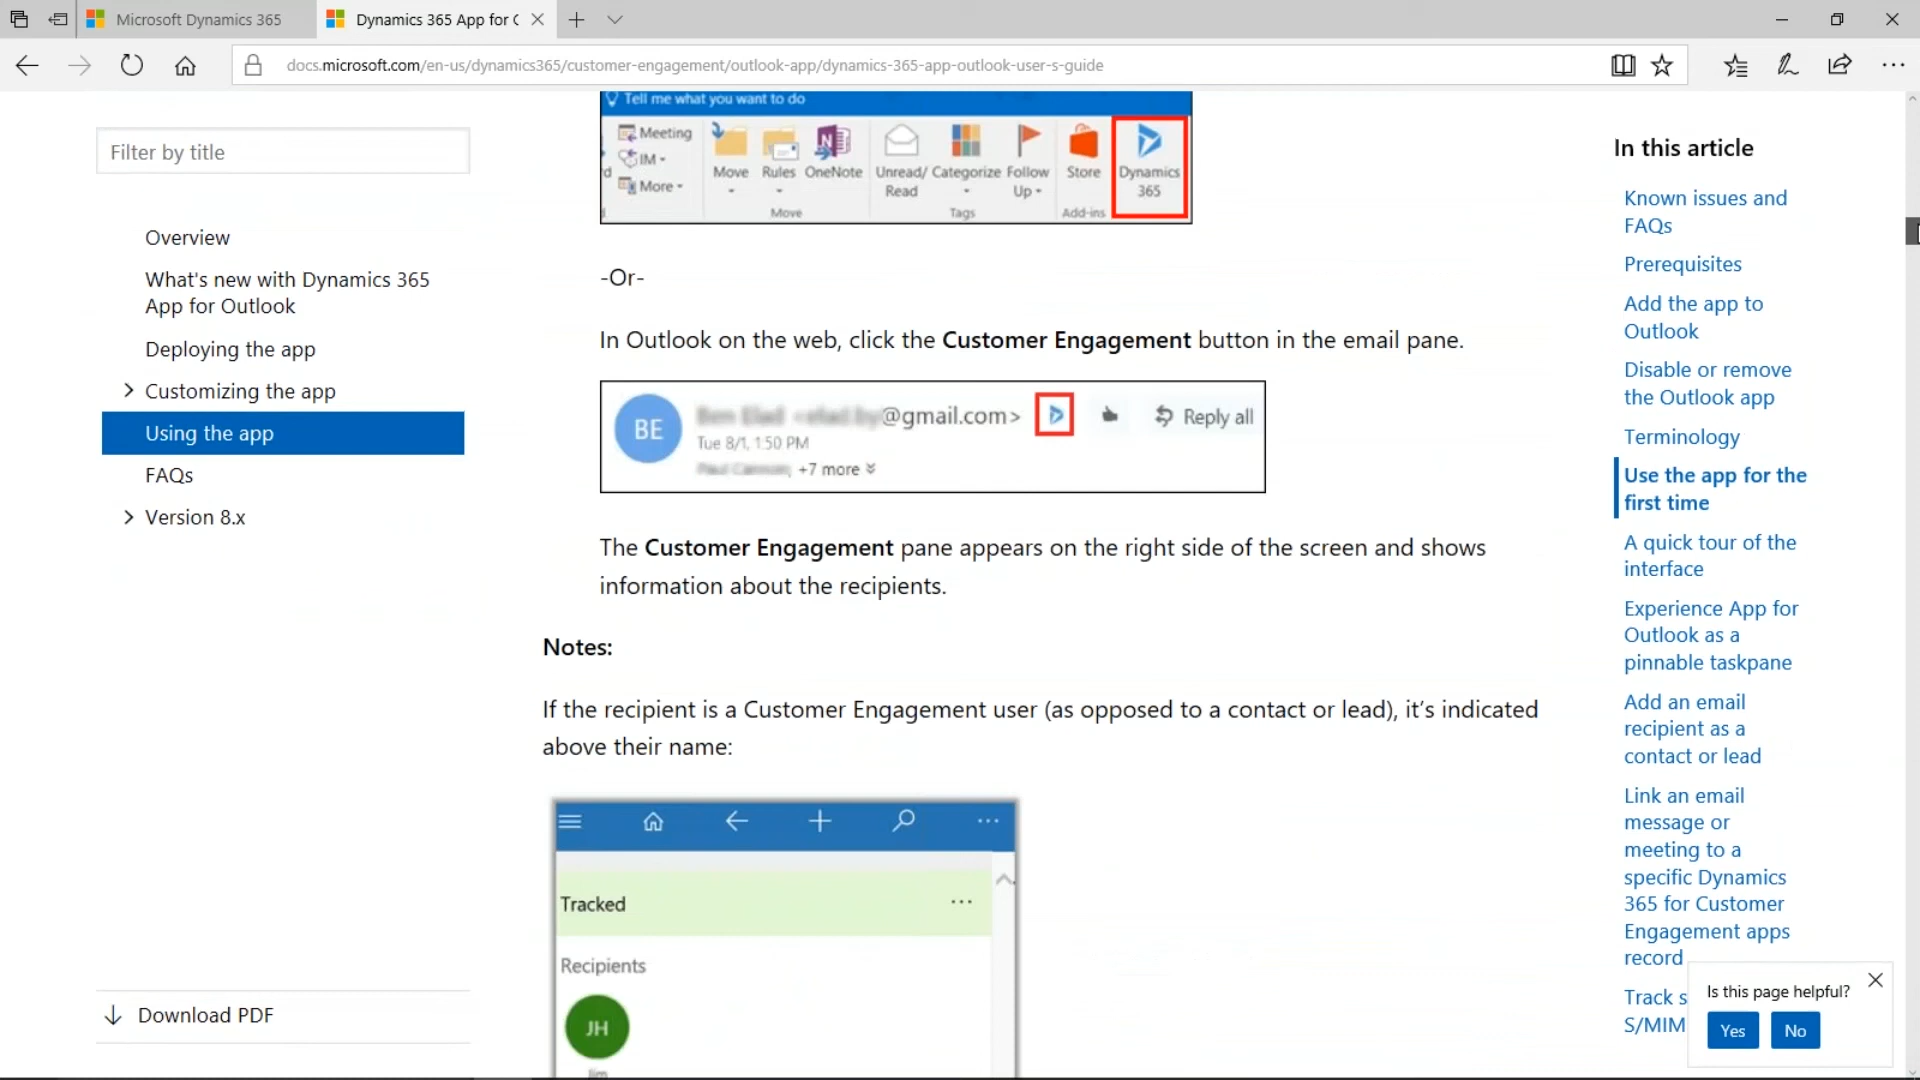 Microsoft Dynamics 365
Dynamics 365 App for O
docs.microsoft.com/en-us/dynamics365/customer-engagement/outlook-app/dynamics-365-app-outlook-user-s-guide
Filter by title
Overview
What's new with Dynamics 365
App for Outlook
Deploying the app
Customizing the app
Using the app
FAQs
Version 8.x
Download PDF
Tell me what you want to do
Meeting
IM
More
Move
Rules
OneNote
Unread/
Read
Categorize
Follow
Up
Store
Dynamics
365
Move
Tags
Add-ins
-Or-
In Outlook on the web, click the Customer Engagement button in the email pane.
BE
@gmail.com>
Reply all
Tue 8/1, 1:50 PM
+7 more
The Customer Engagement pane appears on the right side of the screen and shows
information about the recipients.
Notes:
If the recipient is a Customer Engagement user (as opposed to a contact or lead), it’s indicated
above their name:
Tracked
Recipients
JH
In this article
Known issues and
FAQs
Prerequisites
Add the app to
Outlook
Disable or remove
the Outlook app
Terminology
Use the app for the
first time
A quick tour of the
interface
Experience App for
Outlook as a
pinnable taskpane
Add an email
recipient as a
contact or lead
Link an email
message or
meeting to a
specific Dynamics
365 for Customer
Engagement apps
record
Track s
S/MIM
Is this page helpful?
Yes
No